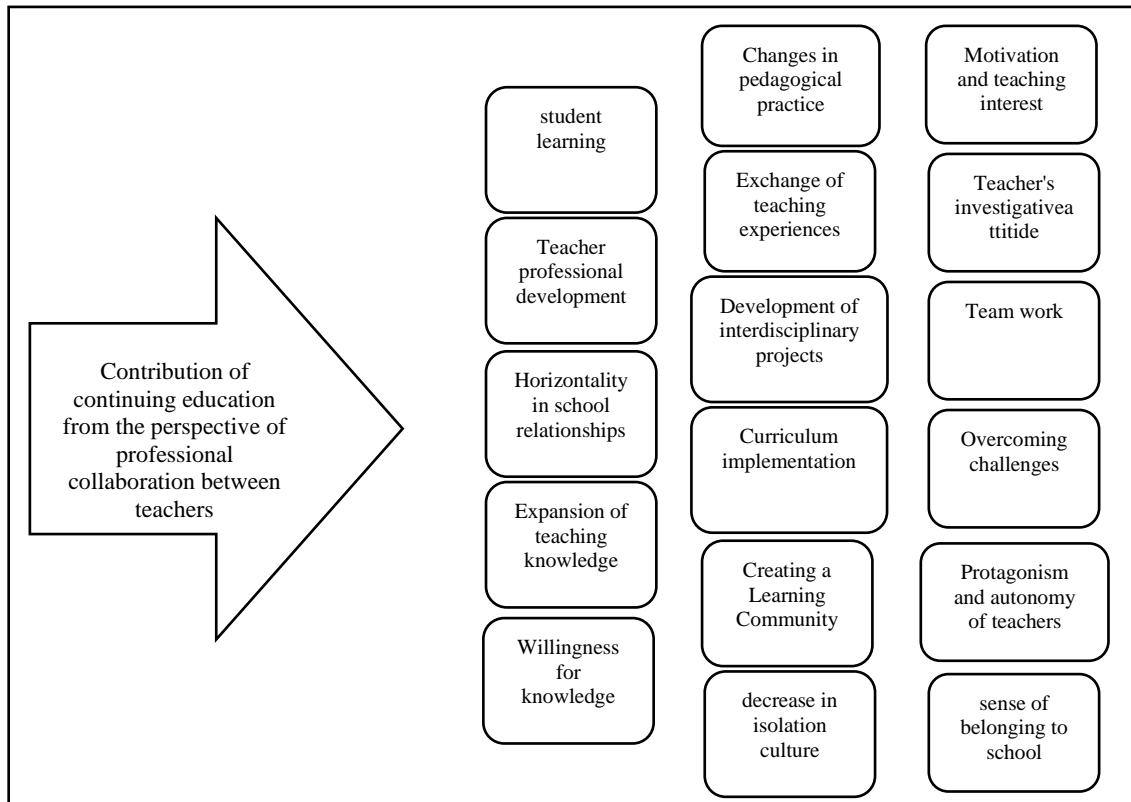 Contribution of
continuing education
from the perspective of
professional
collaboration between
teachers
student
learning
Teacher
professional
development
Horizontality
in school
relationships
Expansion of
teaching
knowledge
Willingness
for
knowledge
Changes in
pedagogical
practice
Exchange of
teaching
experiences
Development of
interdisciplinary
projects
Curriculum
implementation
Creating a
Learning
Community
decrease in
isolation
culture
Motivation
and teaching
interest
Teacher's
investigativea
ttitide
Team work
Overcoming
challenges
Protagonism
and autonomy
of teachers
sense of
belonging to
school